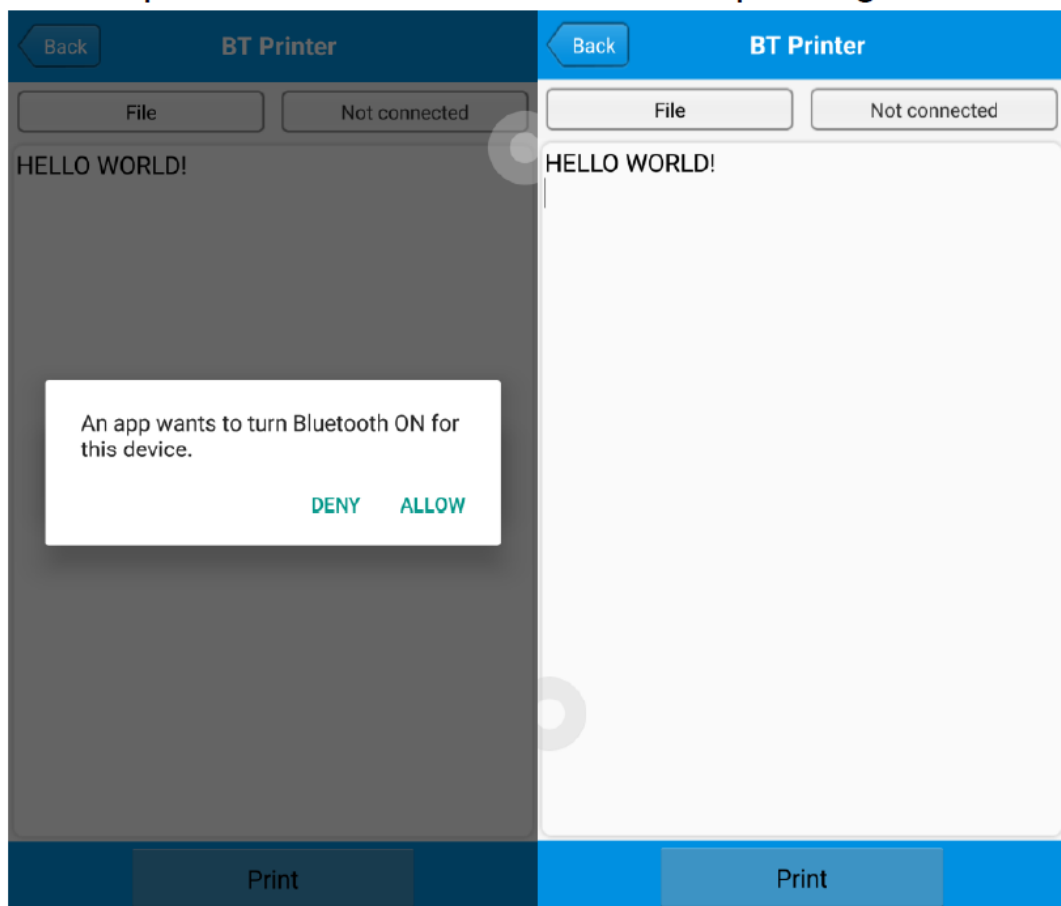 Back
BT Printer
File
Not connected
HELLO WORLD!
An app wants to turn Bluetooth ON for
this device.
DENY ALLOW
Print
Back
BT Printer
File
Not connected
HELLO WORLD!
Print